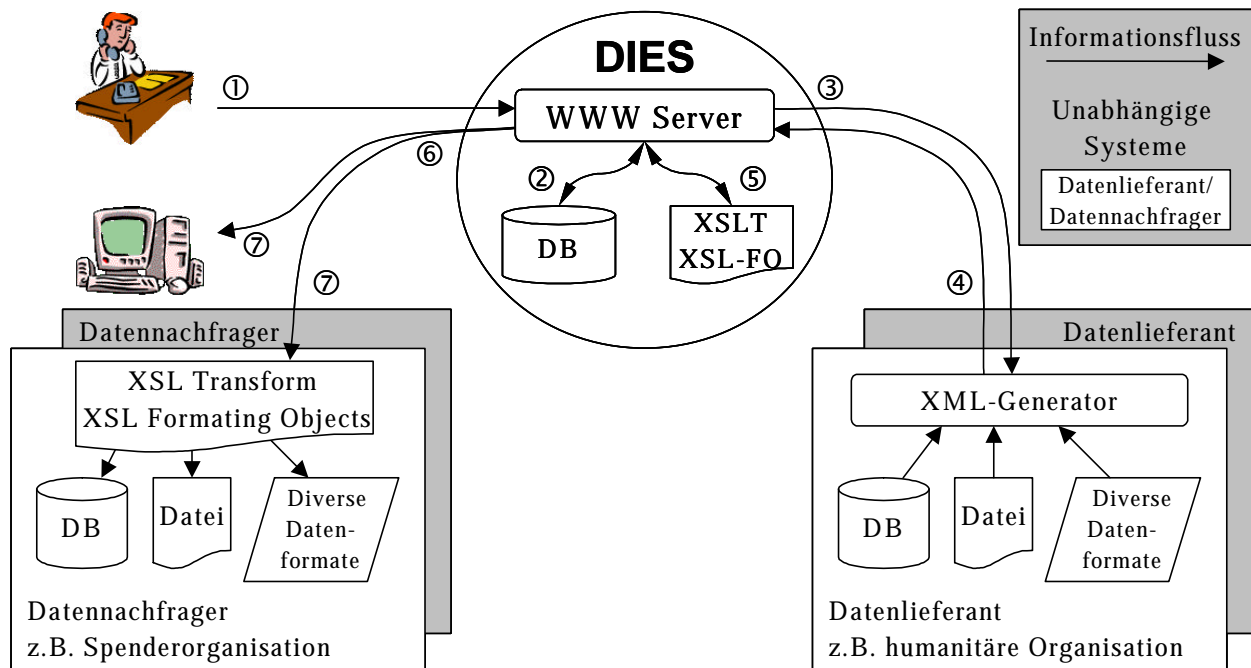 DIES
WWW Server
①
③
⑥
②
⑤
DB
XSLT
XSL-FO
⑦
⑦
④
Informationsfluss
Unabhängige
Systeme
Datenlieferant/
Datennachfrager
Datennachfrager
XSL Transform
XSL Formating Objects
DB
Datei
Diverse
Daten-
formate
Datennachfrager
z.B. Spenderorganisation
Datenlieferant
XML-Generator
DB
Datei
Diverse
Daten-
formate
Datenlieferant
z.B. humanitäre Organisation